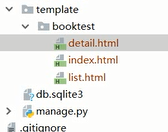 template
booktest
detail.html
index.html
list.html
db.sqlite3
manage.py
.gitignore